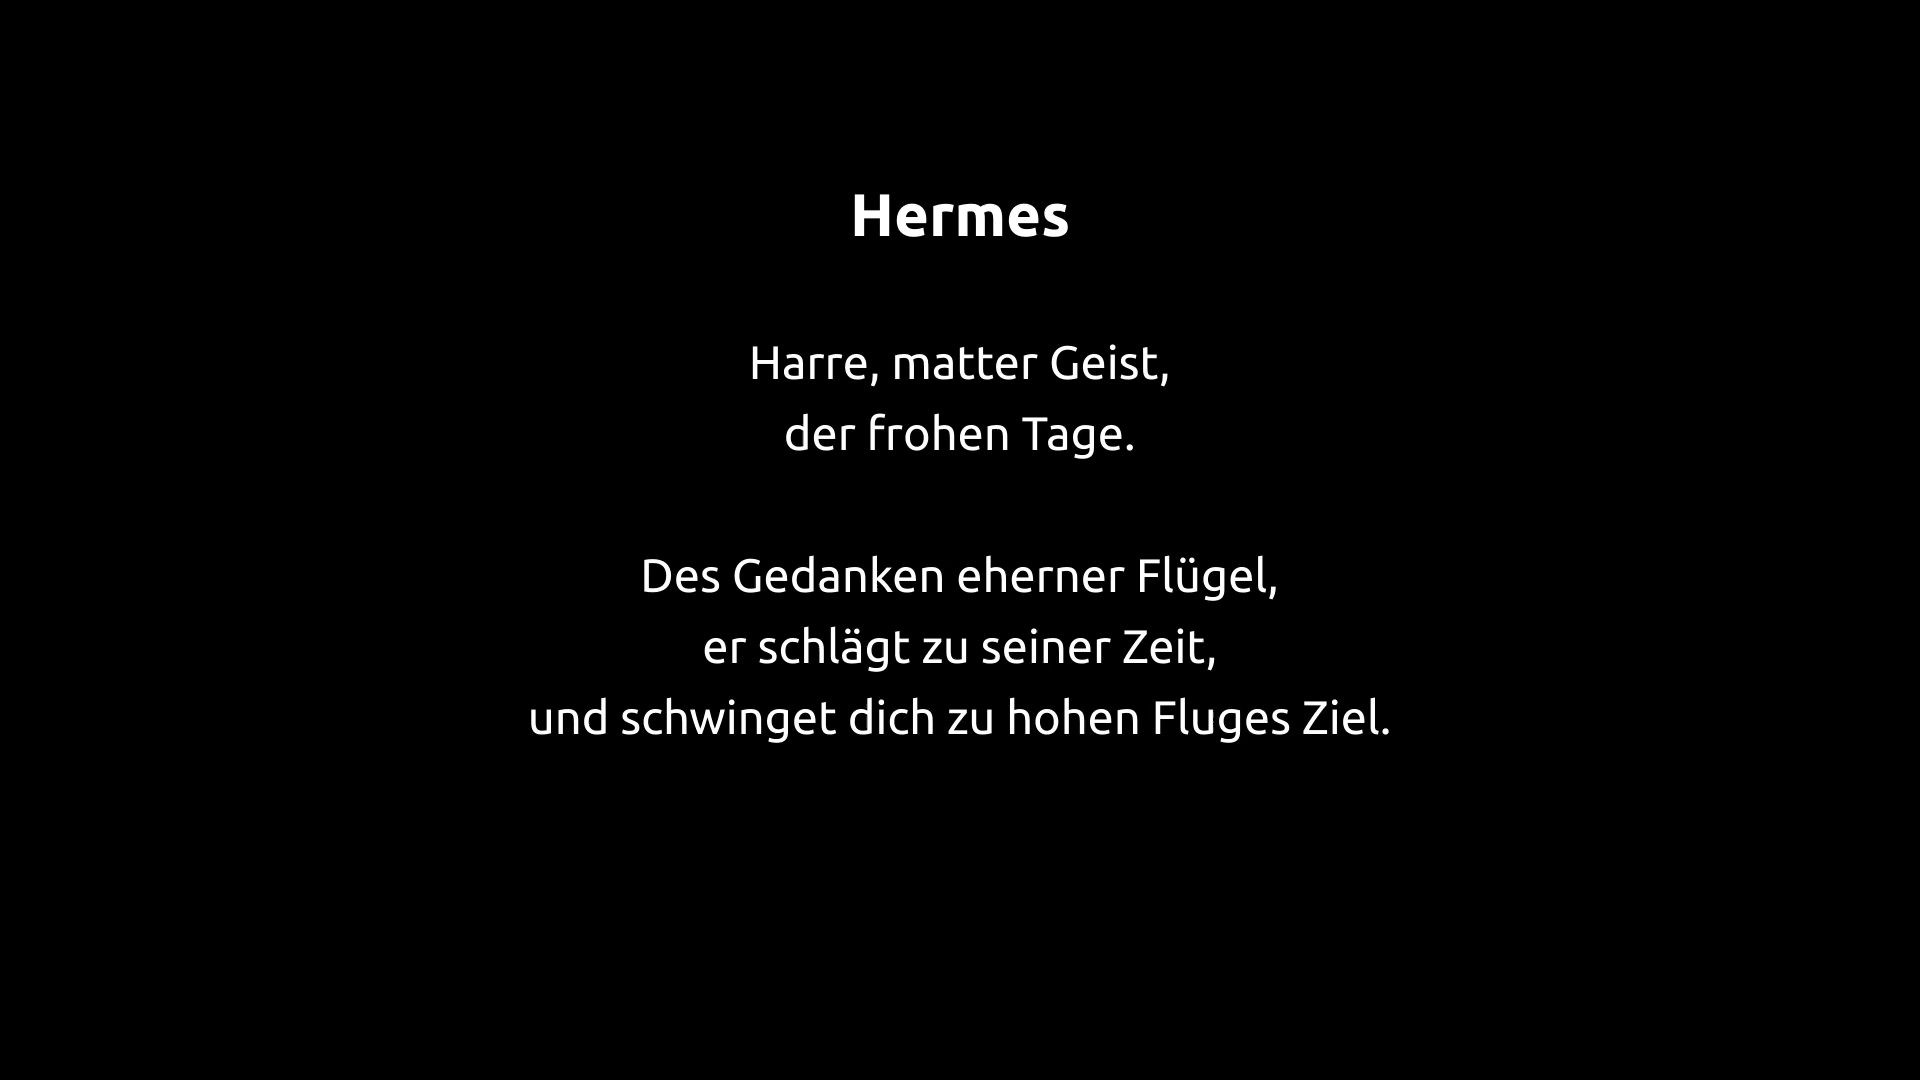 Hermes
Harre, matter Geist,
der frohen Tage.
Des Gedanken eherner Flügel,
er schlägt zu seiner Zeit,
und schwinget dich zu hohen Fluges Ziel.